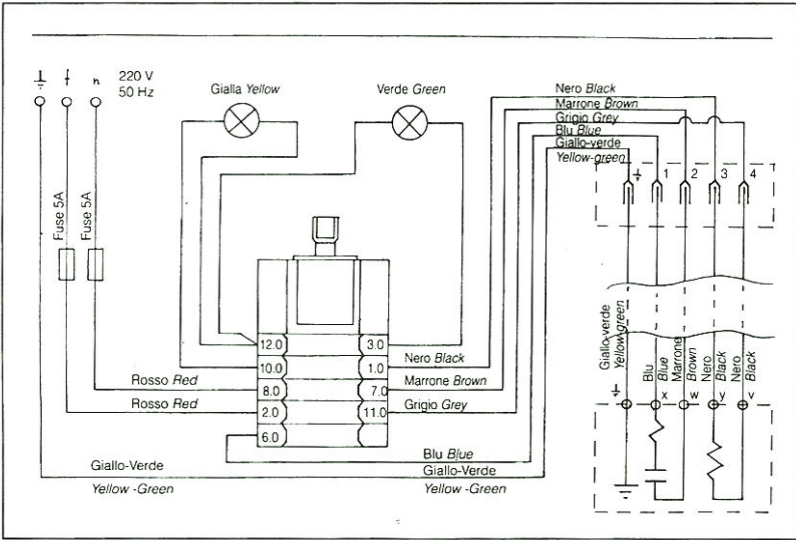 220 V
50 Hz
n
Gialla Yellow
Verde Green
Nero Black
Marrone Brown
Grigio Grey
Blu Blue
Giallo-verde
Yellow-green
1 2 3 4
Fuse 5A
Fuse 5A
12.0 3.0
10.0 1.0
8.0 7.0
2.0 11.0
6.0
Nero Black
Marrone Brown
Grigio Grey
Rosso Red
Rosso Red
Blu Blue
Giallo-Verde
Yellow-Green
Giallo-Verde
Yellow-Green
Giallo-verde
Yellow-green
Blu
Blue
Marrone
Brown
Nero
Black
Nero
Black
x w y v